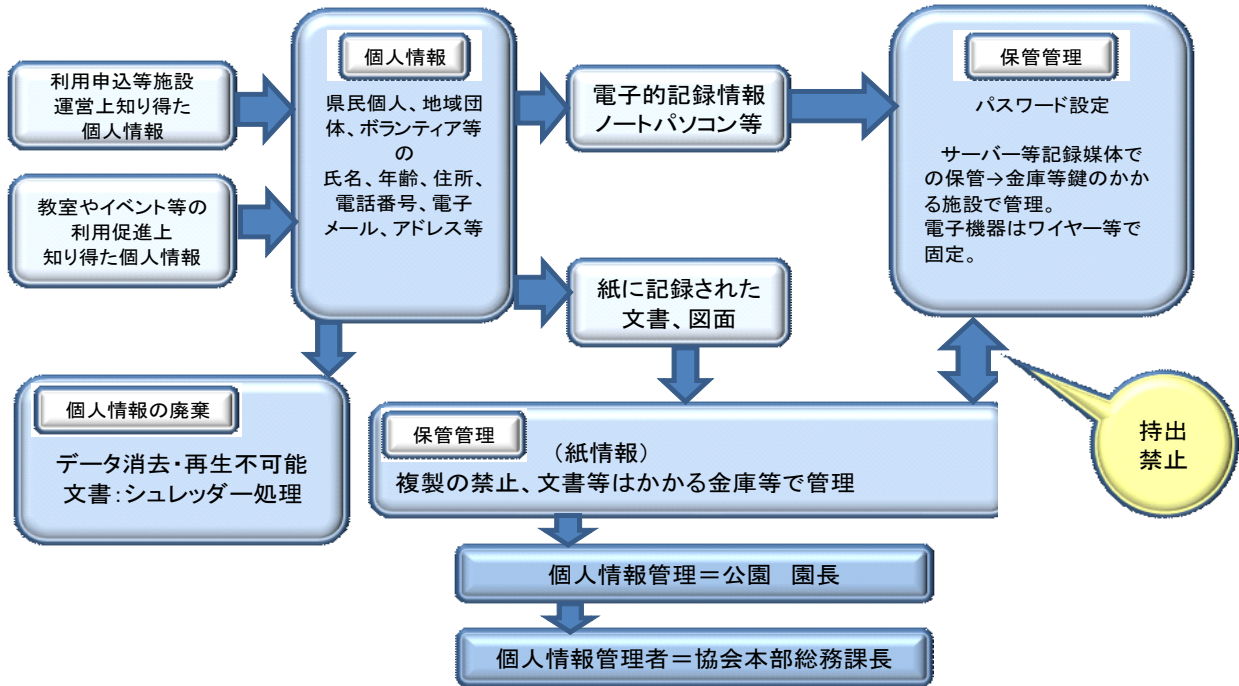 利用申込等施設
運営上知り得た
個人情報
教室やイベント等の
利用促進上
知り得た個人情報
個人情報
県民個人、地域団
体、ボランティア等
の
氏名、年齢、住所、
電話番号、電子
メール、アドレス等
電子的記録情報
ノートパソコン等
紙に記録された
文書、図面
保管管理
パスワード設定
サーバー等記録媒体で
の保管→金庫等鍵のかか
る施設で管理。
電子機器はワイヤー等で
固定。
持出
禁止
個人情報の廃棄
データ消去・再生不可能
文書：シュレッダー処理
保管管理
（紙情報）
複製の禁止、文書等はかかる金庫等で管理
個人情報管理＝公園　園長
個人情報管理者＝協会本部総務課長